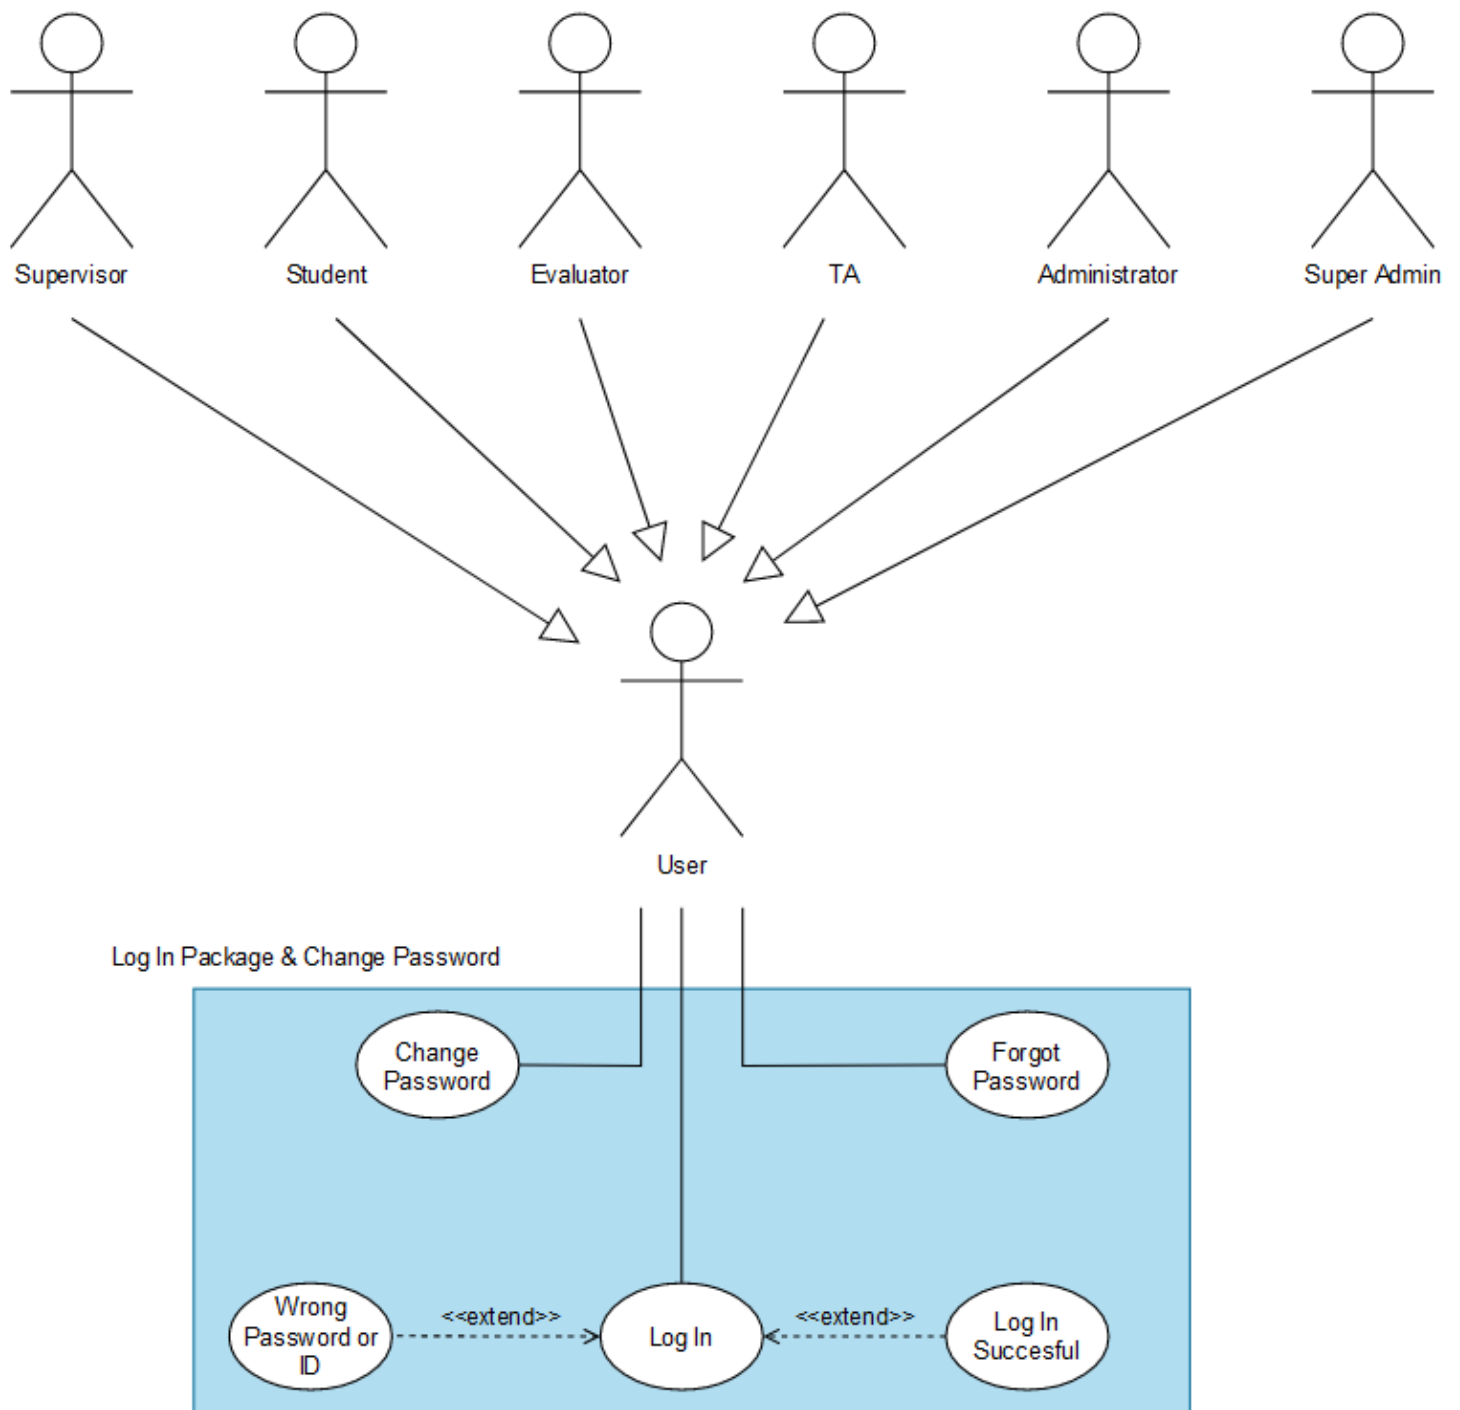 Supervisor
Student
Evaluator
TA
Administrator
Super Admin
User
Log In Package & Change Password
Change
Password
Forgot
Password
Wrong
Password or
ID
<<extend>>
Log In
<<extend>>
Log In
Succesful